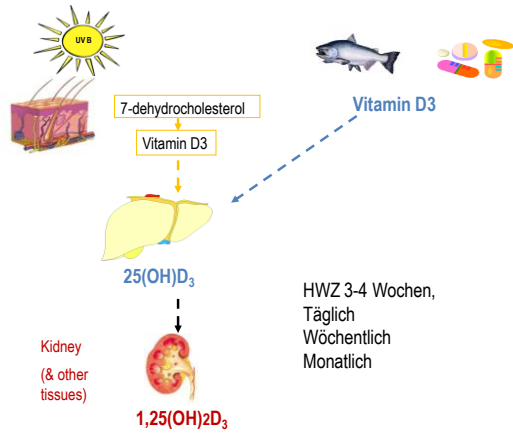 UVB
7-dehydrocholesterol
Vitamin D3
Vitamin D3
25(OH)D₃
HWZ 3-4 Wochen,
Täglich
Wöchentlich
Monatlich
Kidney
(& other
tissues)
1,25(OH)2D₃